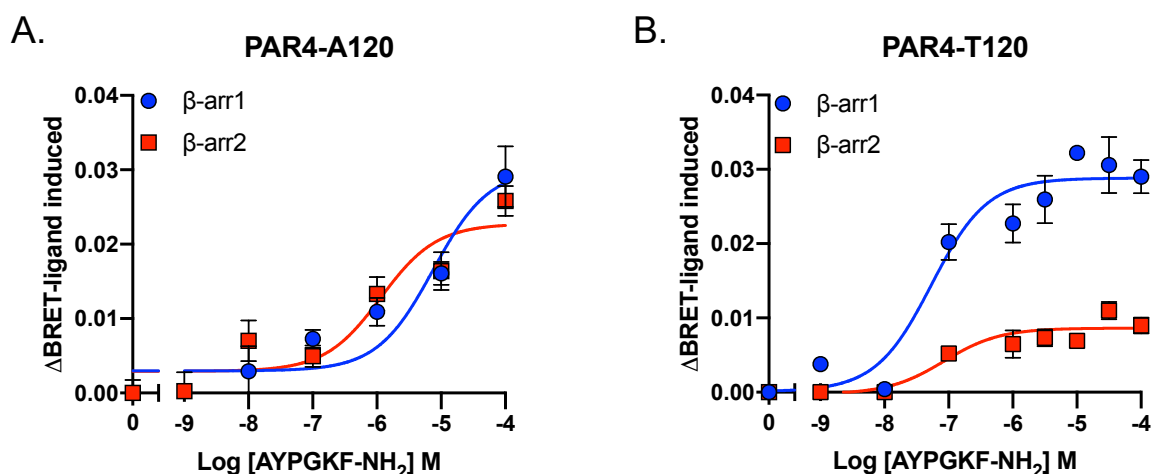 A.
PAR4-A120
β-arr1
β-arr2
ΔBRET-ligand induced
0.04
0.03
0.02
0.01
0.00
0 -9 -8 -7 -6 -5 -4
Log [AYPGKF-NH₂] M
B.
PAR4-T120
β-arr1
β-arr2
ΔBRET-ligand induced
0.04
0.03
0.02
0.01
0.00
0 -9 -8 -7 -6 -5 -4
Log [AYPGKF-NH₂] M